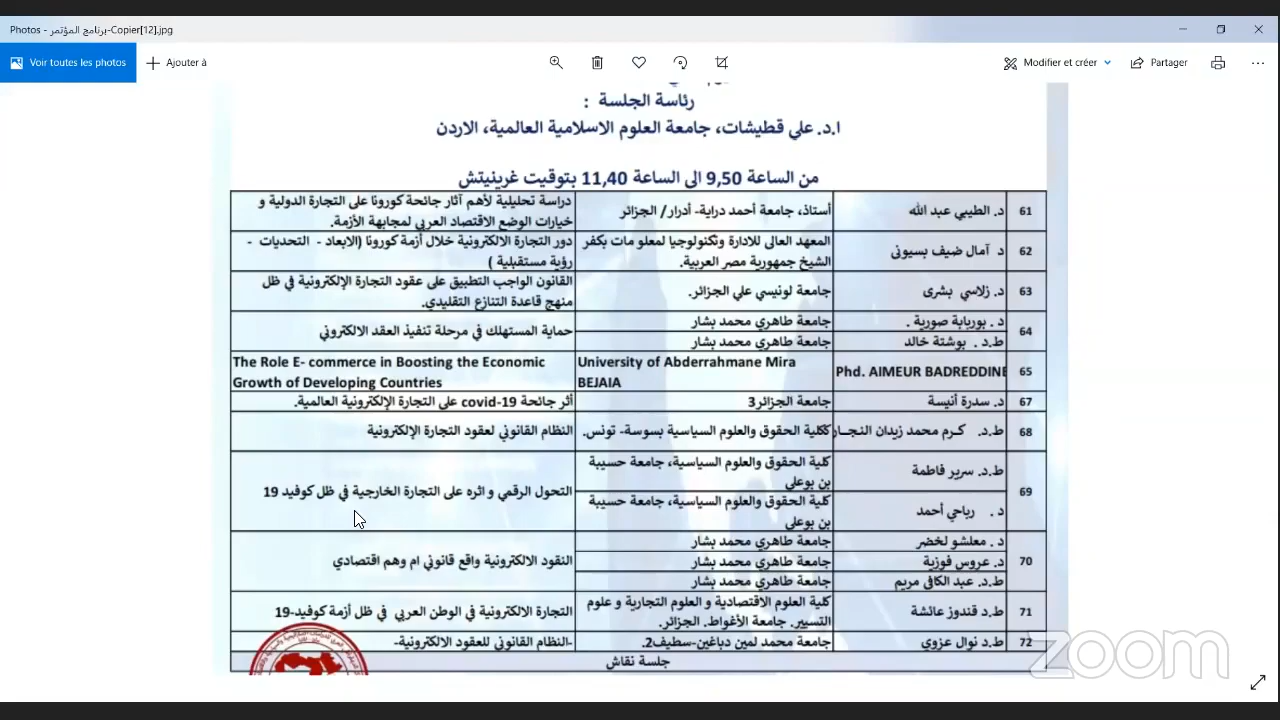 Photos - برنامج المؤتمر-Copier[12].jpg
Voir toutes les photos
Ajouter à
Modifier et créer
Partager
رئاسة الجلسة :
ا.د. علي قطيشات، جامعة العلوم الاسلامية العالمية، الاردن
من الساعة 9,50 الى الساعة 11,40 بتوقيت غرينيتش
61
د. الطيبي عبد الله
أستاذ، جامعة أحمد دراية- أدرار/ الجزائر
دراسة تحليلية لأهم آثار جائحة كورونا على التجارة الدولية و
خيارات الوضع الاقتصاد العربي لمجابهة الأزمة.
62
د آمال ضيف بسيونى
المعهد العالى للادارة وتكنولوجيا لمعلو مات بكفر
الشيخ جمهورية مصر العربية.
دور التجارة الالكترونية خلال أزمة كورونا (الابعاد - التحديات -
رؤية مستقبلية )
63
د. زلاسي بشرى
جامعة لونيسي علي الجزائر.
القانون الواجب التطبيق على عقود التجارة الإلكترونية في ظل
منهج قاعدة التنازع التقليدي.
64
د . بوربابة صورية .
جامعة طاهري محمد بشار
ط.د. . بوشتة خالد
جامعة طاهري محمد بشار
حماية المستهلك في مرحلة تنفيذ العقد الالكتروني
65
Phd. AIMEUR BADREDDINE
University of Abderrahmane Mira
BEJAIA
The Role E- commerce in Boosting the Economic
Growth of Developing Countries
67
د. سدرة أنيسة
جامعة الجزائر3
أثر جائحة covid-19 على التجارة الإلكترونية العالمية.
68
ط.د. كرم محمد زيدان النجار
كلية الحقوق والعلوم السياسية بسوسة- تونس.
النظام القانوني لعقود التجارة الإلكترونية
69
ط.د. سرير فاطمة
كلية الحقوق والعلوم السياسية، جامعة حسيبة
بن بوعلي
د . رياحي أحمد
كلية الحقوق والعلوم السياسية، جامعة حسيبة
بن بوعلي
التحول الرقمي و اثره على التجارة الخارجية في ظل كوفيد 19
70
د . معلشو لخضر
جامعة طاهري محمد بشار
د. عروس فوزية
جامعة طاهري محمد بشار
ط.د. عبد الكافي مريم
جامعة طاهري محمد بشار
النقود الالكترونية واقع قانوني ام وهم اقتصادي
71
ط.د قندوز عائشة
كلية العلوم الاقتصادية و العلوم التجارية و علوم
التسيير. جامعة الأغواط. الجزائر.
التجارة الالكترونية في الوطن العربي في ظل أزمة كوفيد-19
72
ط.د نوال عزوي
جامعة محمد لمين دباغين-سطيف2.
-النظام القانوني للعقود الالكترونية-
جلسة نقاش
zoom